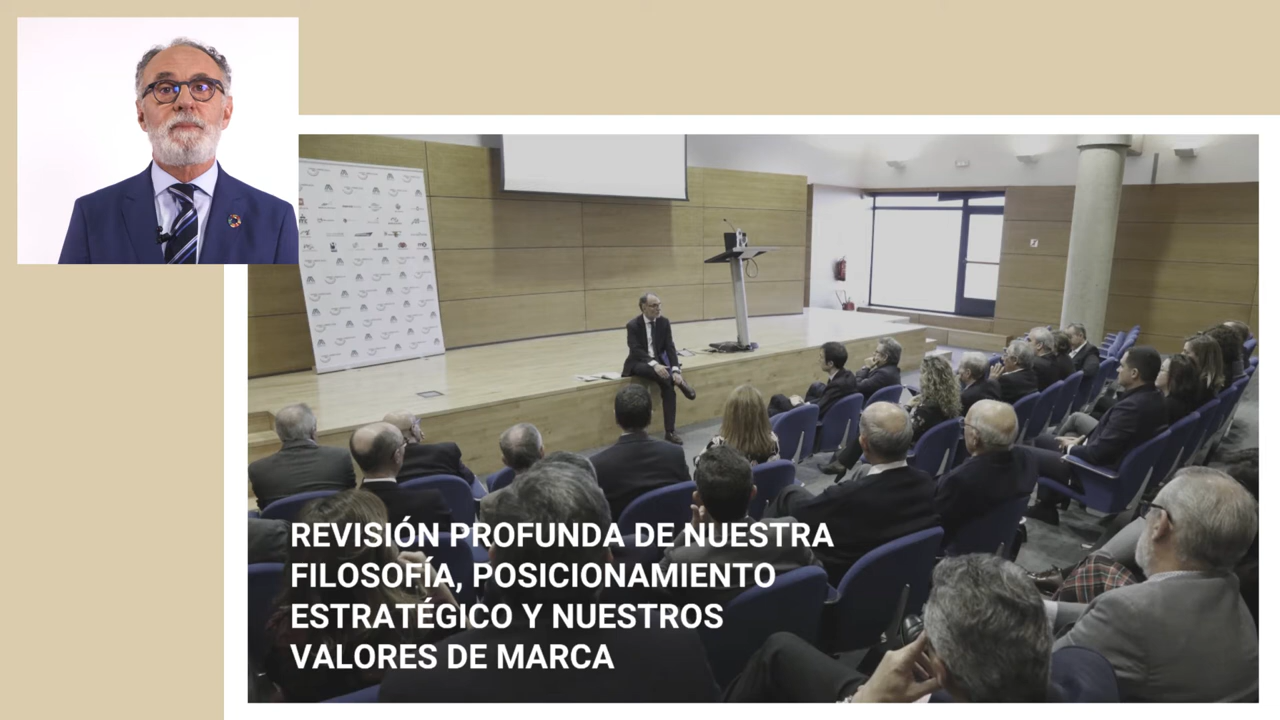 REVISIÓN PROFUNDA DE NUESTRA
FILOSOFÍA, POSICIONAMIENTO
ESTRATÉGICO Y NUESTROS
VALORES DE MARCA